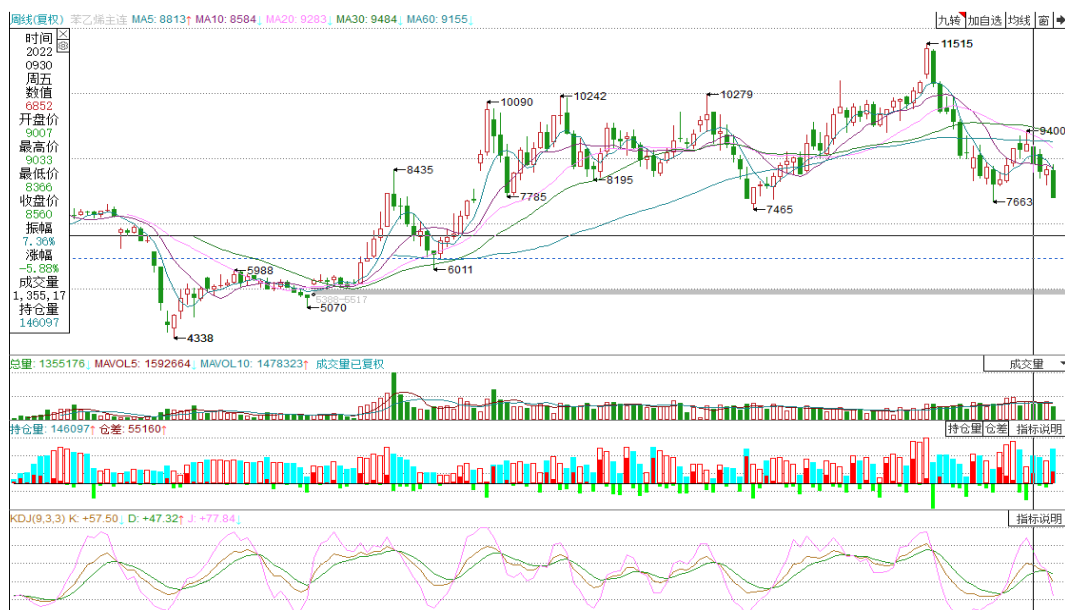 周线(复权) 苯乙烯主连 MA5: 8813↑ MA10: 8584↓ MA20: 9283↓ MA30: 9484↓ MA60: 9155↓
九转 加自选 均线 窗
时间
2022
0930
周五
数值
6852
开盘价
9007
最高价
9033
最低价
8366
收盘价
8560
振幅
7.36%
涨幅
-5.88%
成交量
1,355,17
持仓量
146097
11515
10090
10242
10279
9400
8435
7785
8195
7465
7663
6011
5988
5388-5517
5070
4338
总量: 1355176↓ MAVOL5: 1592664↓ MAVOL10: 1478323↑ 成交量已复权
成交量
持仓量: 146097↑ 仓差: 55160↑
持仓量 仓差 指标说明
KDJ(9,3,3) K: +57.50↓ D: +47.32↑ J: +77.84↓
指标说明